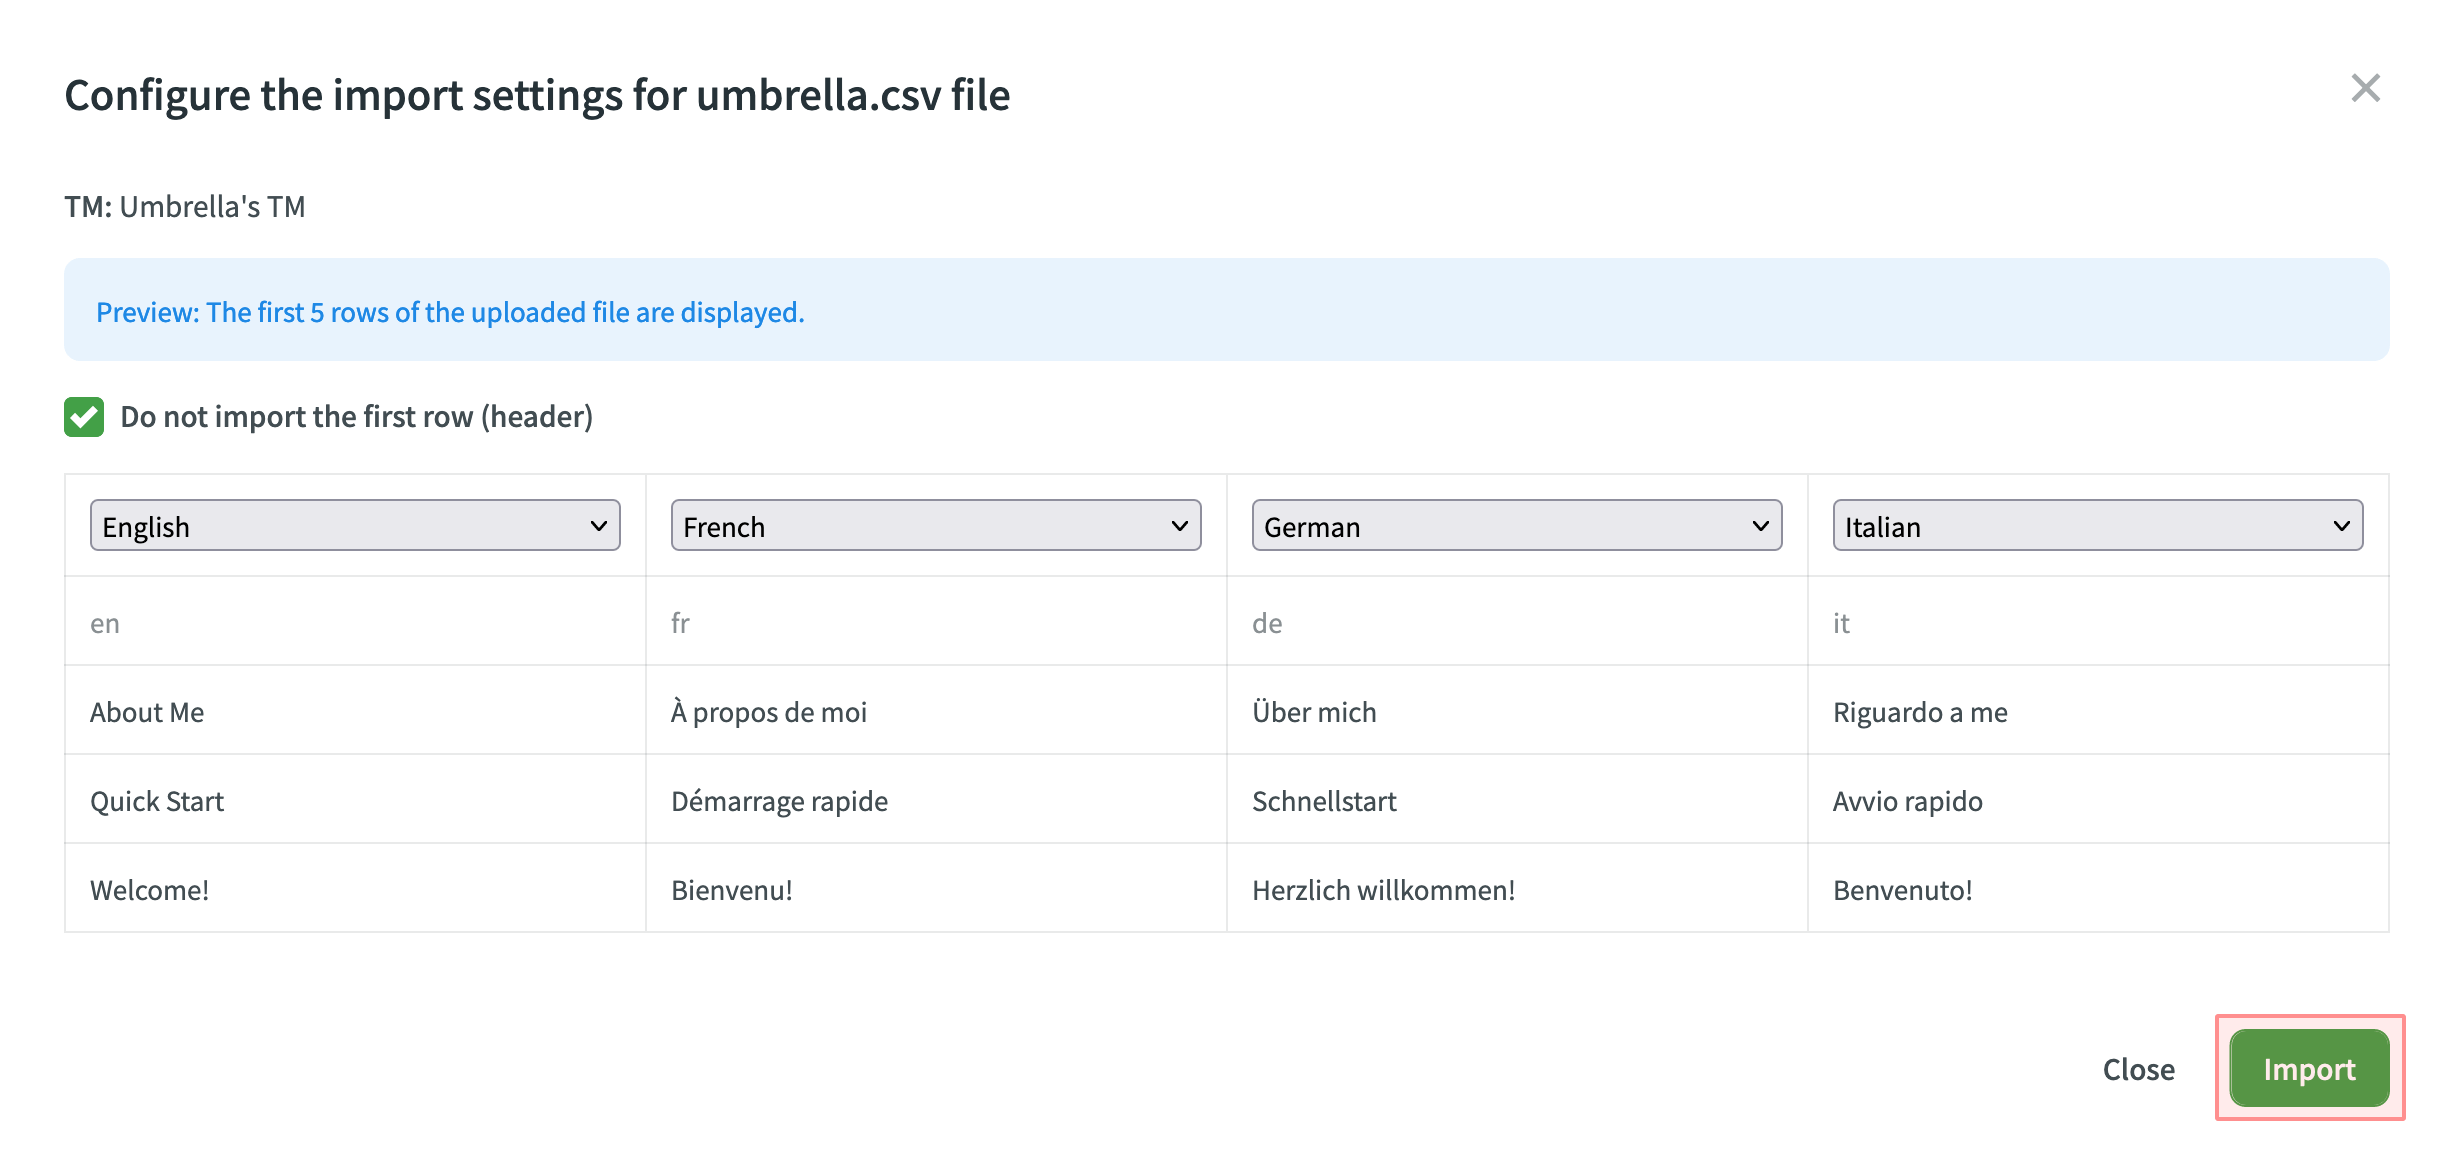 Configure the import settings for umbrella.csv file
TM: Umbrella's TM
Preview: The first 5 rows of the uploaded file are displayed.
Do not import the first row (header)
English French German Italian
en fr de it
About Me À propos de moi Über mich Riguardo a me
Quick Start Démarrage rapide Schnellstart Avvio rapido
Welcome! Bienvenu! Herzlich willkommen! Benvenuto!
Close Import